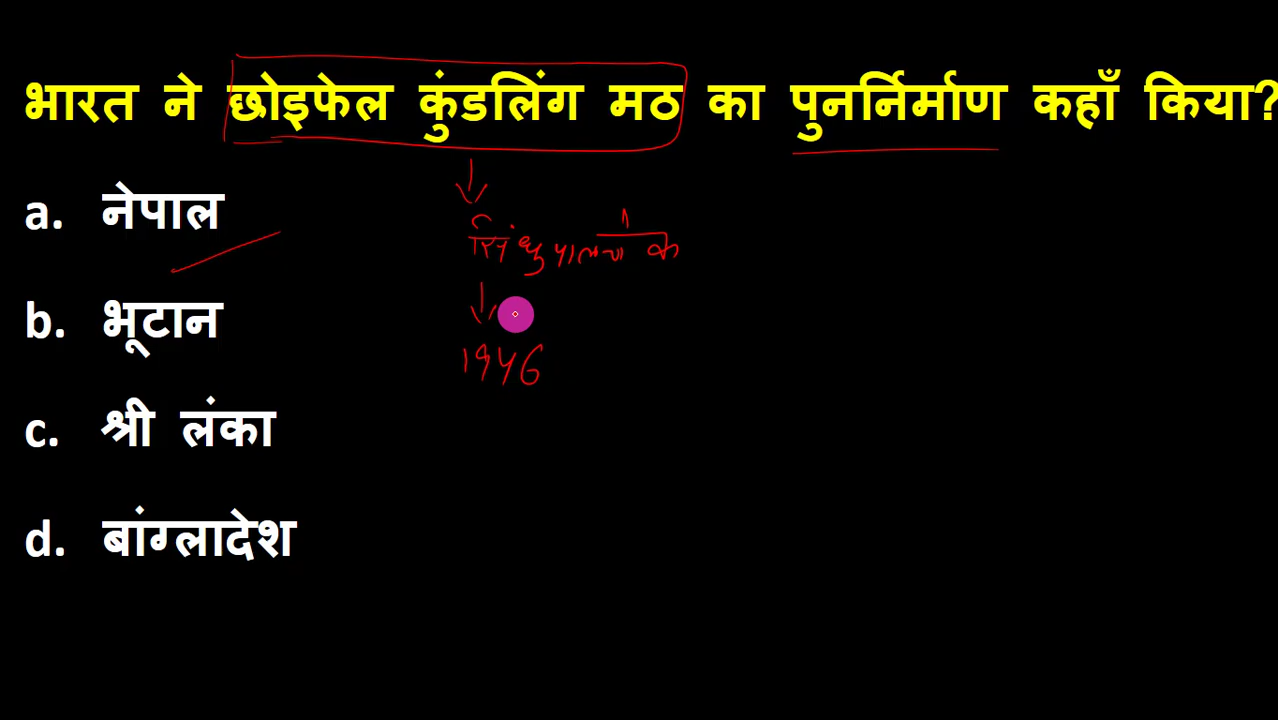 भारत ने छोइफेल कुंडलिंग मठ का पुनर्निर्माण कहाँ किया?
a. नेपाल
सिंधुपालचौक
b. भूटान
1946
c. श्री लंका
d. बांग्लादेश